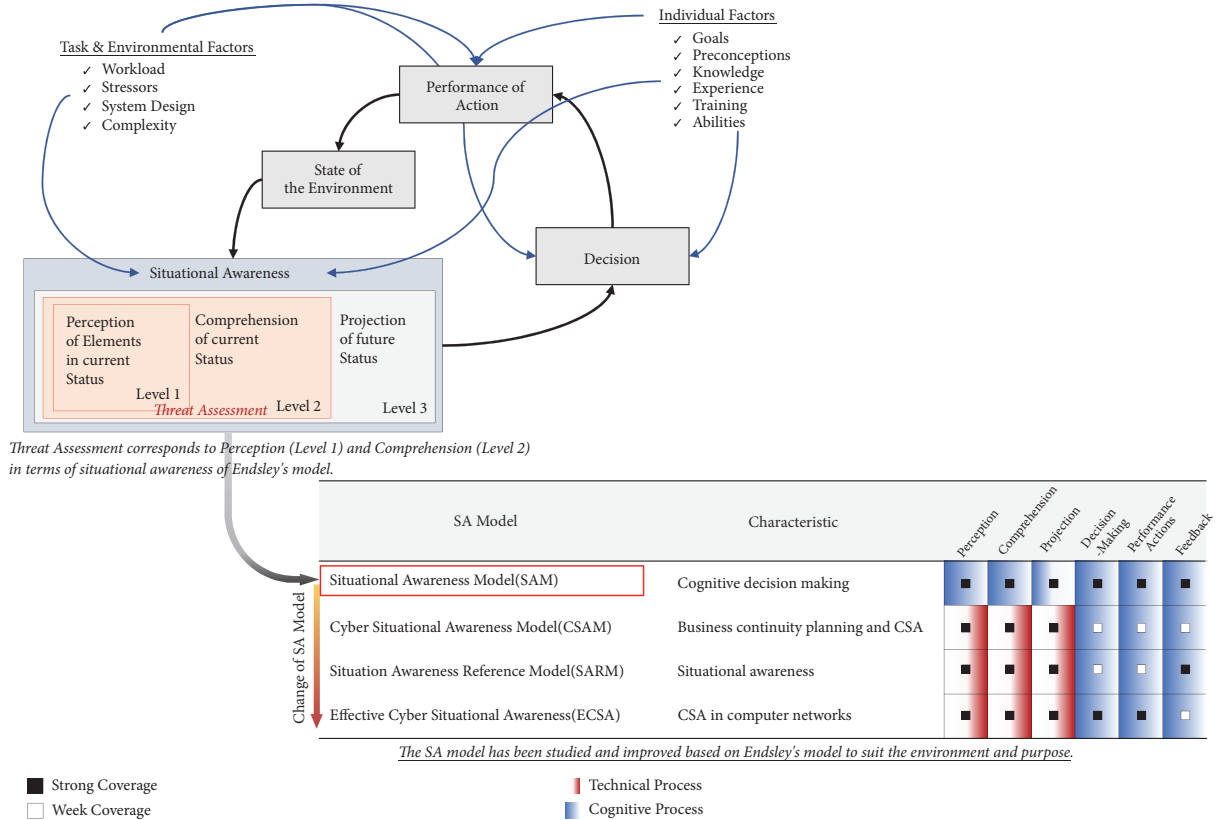 Task & Environmental Factors
✓ Workload
✓ Stressors
✓ System Design
✓ Complexity
Individual Factors
✓ Goals
✓ Preconceptions
✓ Knowledge
✓ Experience
✓ Training
✓ Abilities
Performance of
Action
State of
the Environment
Decision
Situational Awareness
Perception
of Elements
in current
Status
Level 1
Comprehension
of current
Status
Level 2
Threat Assessment
Projection
of future
Status
Level 3
Threat Assessment corresponds to Perception (Level 1) and Comprehension (Level 2)
in terms of situational awareness of Endsley's model.
SA Model
Characteristic
Perception
Comprehension
Projection
Decision
-Making
Performance
Actions
Feedback
Change of SA Model
Situational Awareness Model(SAM)
Cognitive decision making
Cyber Situational Awareness Model(CSAM)
Business continuity planning and CSA
Situation Awareness Reference Model(SARM)
Situational awareness
Effective Cyber Situational Awareness(ECSA)
CSA in computer networks
The SA model has been studied and improved based on Endsley's model to suit the environment and purpose.
Strong Coverage
Week Coverage
Technical Process
Cognitive Process